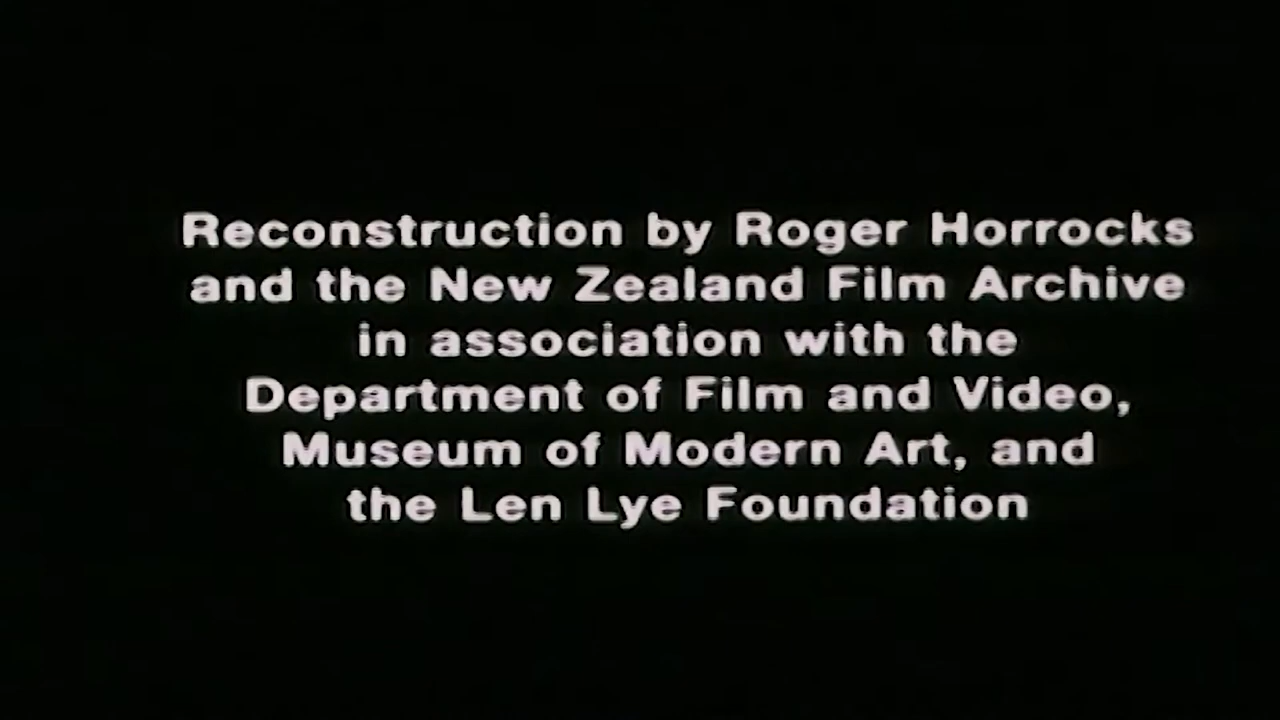 Reconstruction by Roger Horrocks
and the New Zealand Film Archive
in association with the
Department of Film and Video,
Museum of Modern Art, and
the Len Lye Foundation